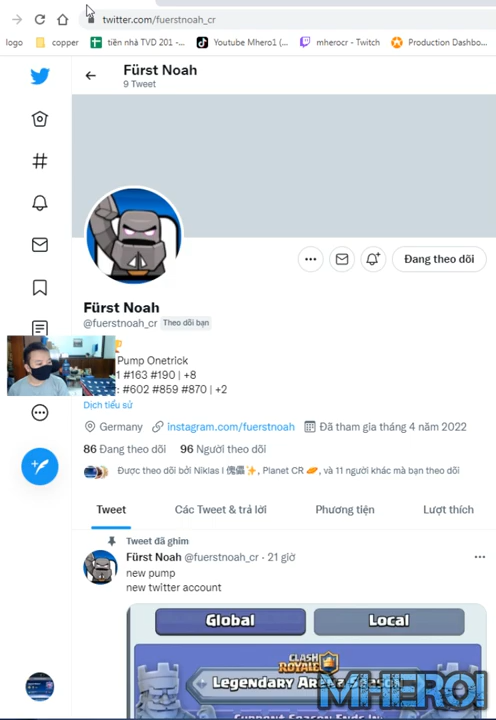 twitter.com/fuerstnoah_cr
logo
copper
tiền nhà TVD 201 -...
Youtube Mhero1 (@...
mherocr - Twitch
Production Dashbo...
Fürst Noah
9 Tweet
Đang theo dõi
Fürst Noah
@fuerstnoah_cr Theo dõi bạn
Pump Onetrick
1 #163 #190 | +8
: #602 #859 #870 | +2
Dịch tiểu sử
Germany instagram.com/fuerstnoah Đã tham gia tháng 4 năm 2022
86 Đang theo dõi 96 Người theo dõi
Được theo dõi bởi Niklas I 傀儡✨, Planet CR 🥟, và 11 người khác mà bạn theo dõi
Tweet Các Tweet & trả lời Phương tiện Lượt thích
Tweet đã ghim
Fürst Noah @fuerstnoah_cr · 21 giờ
new pump
new twitter account
Global Local
CLASH
ROYALE
Legendary Arena Season
MHERO1